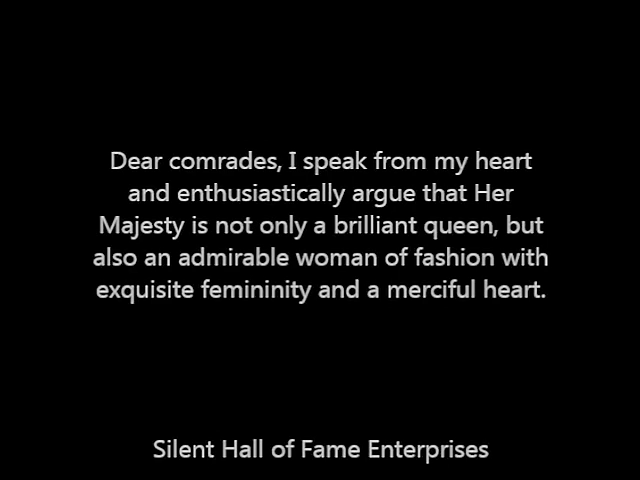 Dear comrades, I speak from my heart
and enthusiastically argue that Her
Majesty is not only a brilliant queen, but
also an admirable woman of fashion with
exquisite femininity and a merciful heart.
Silent Hall of Fame Enterprises